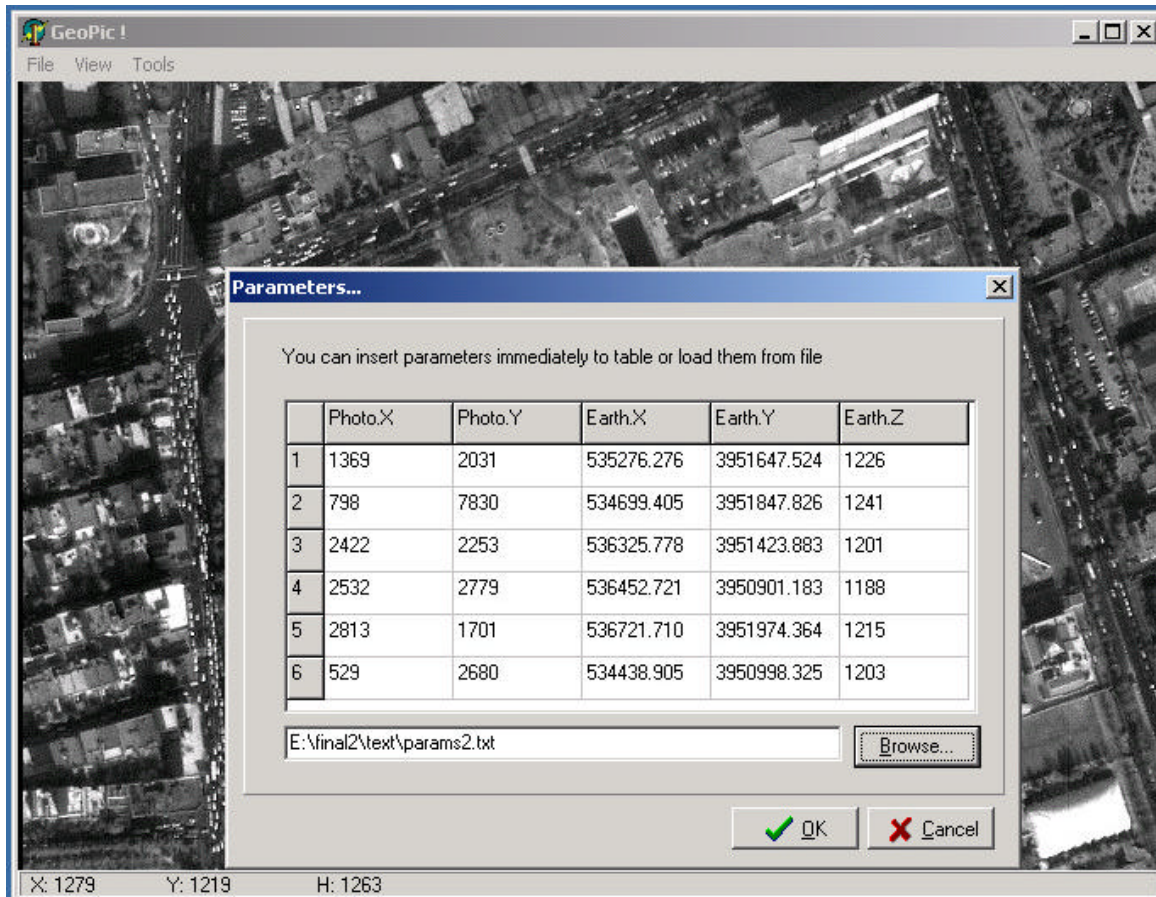 GeoPic !
File View Tools
Parameters...
You can insert parameters immediately to table or load them from file
Photo.X Photo.Y Earth.X Earth.Y Earth.Z
1 1369 2031 535276.276 3951647.524 1226
2 798 7830 534699.405 3951847.826 1241
3 2422 2253 536325.778 3951423.883 1201
4 2532 2779 536452.721 3950901.183 1188
5 2813 1701 536721.710 3951974.364 1215
6 529 2680 534438.905 3950998.325 1203
E:\final2\text\params2.txt Browse...
OK Cancel
X: 1279 Y: 1219 H: 1263